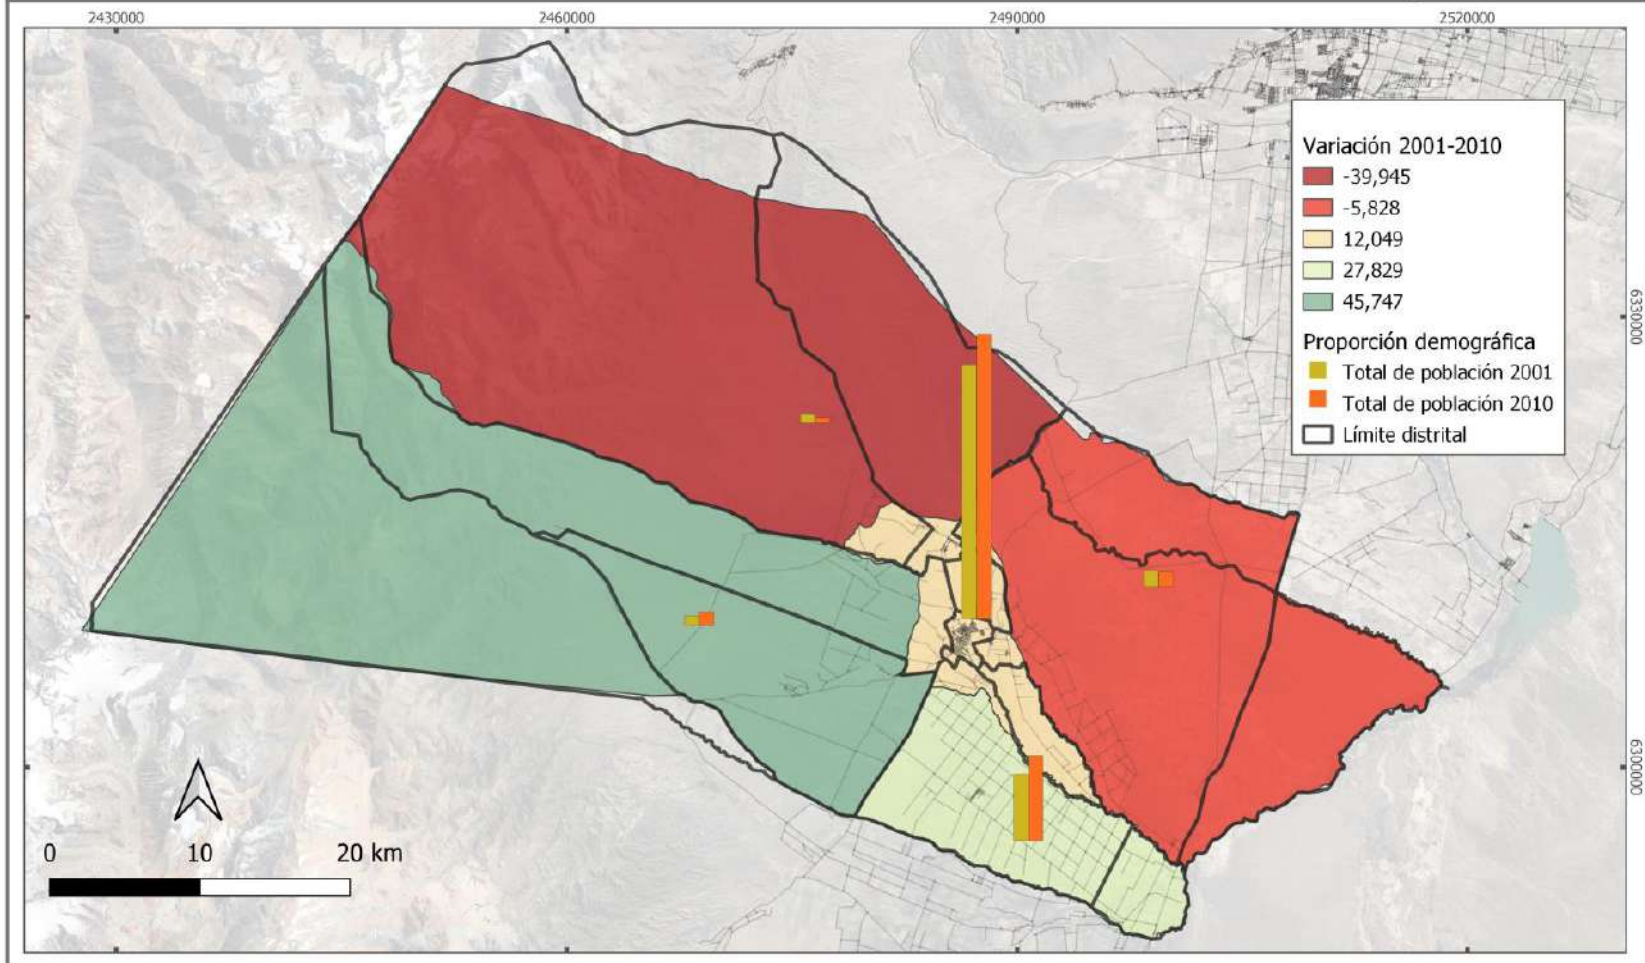 2430000
2460000
2490000
2520000
Variación 2001-2010
-39,945
-5,828
12,049
27,829
45,747
Proporción demográfica
Total de población 2001
Total de población 2010
Límite distrital
6330000
6300000
0 10 20 km